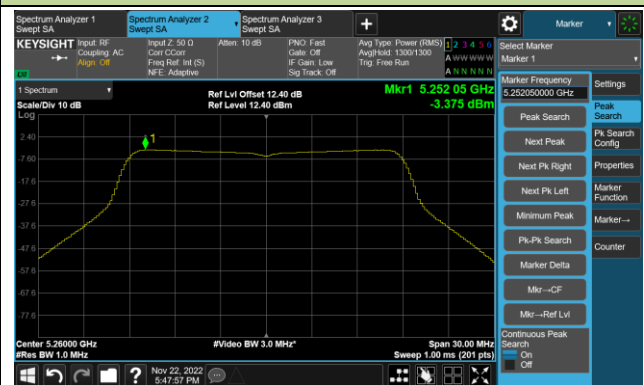 Spectrum Analyzer 1
Swept SA
Spectrum Analyzer 2
Swept SA
Spectrum Analyzer 3
Swept SA
+
Marker
KEYSIGHT
Input: RF
Coupling: AC
Align: Off
Input Z: 50 Ω
Corr CCorr
Freq Ref: Int (S)
NFE: Adaptive
Atten: 10 dB
PNO: Fast
Gate: Off
IF Gain: Low
Sig Track: Off
Avg Type: Power (RMS)
Avg|Hold: 1300/1300
Trig: Free Run
1 2 3 4 5 6
A W W W W W
A N N N N N
Select Marker
Marker 1
1 Spectrum
Scale/Div 10 dB
Log
Ref Lvl Offset 12.40 dB
Ref Level 12.40 dBm
Mkr1 5.252 05 GHz
-3.375 dBm
1
2.40
-7.60
-17.6
-27.6
-37.6
-47.6
-57.6
-67.6
-77.6
Center 5.26000 GHz
#Res BW 1.0 MHz
#Video BW 3.0 MHz*
Span 30.00 MHz
Sweep 1.00 ms (201 pts)
Marker Frequency
5.252050000 GHz
Peak Search
Next Peak
Next Pk Right
Next Pk Left
Minimum Peak
Pk-Pk Search
Marker Delta
Mkr→CF
Mkr→Ref Lvl
Continuous Peak
Search
On
Off
Settings
Peak
Search
Pk Search
Config
Properties
Marker
Function
Marker→
Counter
?
Nov 22, 2022
5:47:57 PM